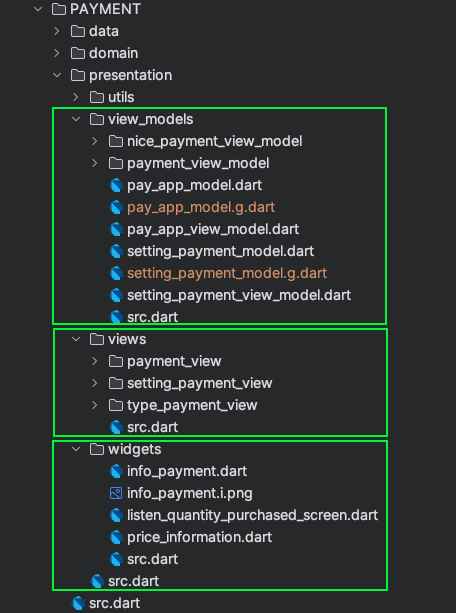 PAYMENT
data
domain
presentation
utils
view_models
nice_payment_view_model
payment_view_model
pay_app_model.dart
pay_app_model.g.dart
pay_app_view_model.dart
setting_payment_model.dart
setting_payment_model.g.dart
setting_payment_view_model.dart
src.dart
views
payment_view
setting_payment_view
type_payment_view
src.dart
widgets
info_payment.dart
info_payment.i.png
listen_quantity_purchased_screen.dart
price_information.dart
src.dart
src.dart
src.dart